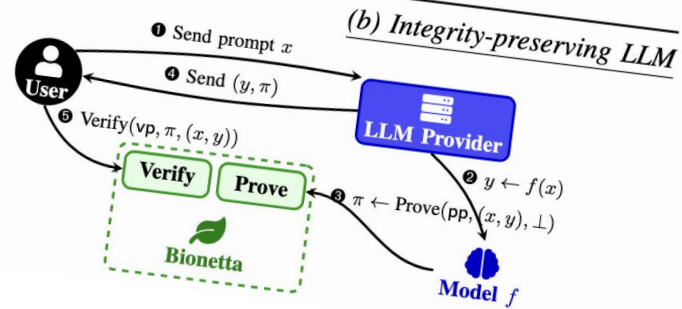 (b) Integrity-preserving LLM
❶ Send prompt x
❹ Send (y, π)
User
LLM Provider
❺ Verify(vp, π, (x, y))
❷ y ← f(x)
Verify
Prove
❸ π ← Prove(pp, (x, y), ⊥)
Bionetta
Model f